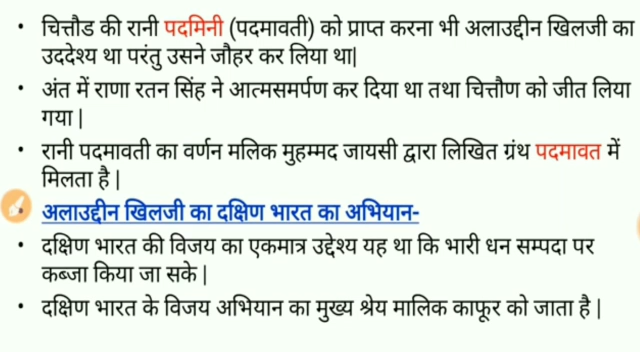 • चित्तौड की रानी पदमिनी (पदमावती) को प्राप्त करना भी अलाउद्दीन खिलजी का
उददेश्य था परंतु उसने जौहर कर लिया था|
• अंत में राणा रतन सिंह ने आत्मसमर्पण कर दिया था तथा चित्तौण को जीत लिया
गया |
• रानी पदमावती का वर्णन मलिक मुहम्मद जायसी द्वारा लिखित ग्रंथ पदमावत में
मिलता है |
अलाउद्दीन खिलजी का दक्षिण भारत का अभियान-
• दक्षिण भारत की विजय का एकमात्र उद्देश्य यह था कि भारी धन सम्पदा पर
कब्जा किया जा सके |
• दक्षिण भारत के विजय अभियान का मुख्य श्रेय मालिक काफूर को जाता है |